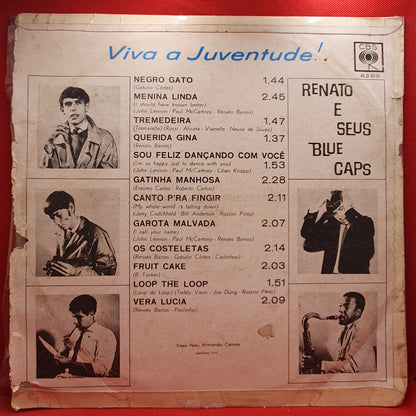 Viva a Juventude!.
CBS
NEGRO GATO 1.44
(Getulio Côrtes)
MENINA LINDA 2.45
(I should have known better)
(John Lennon - Paul McCartney - Renato Barros)
TREMEDEIRA 1.47
(Tremarella) (Rossi - Alicata - Vianello - Neusa de Souza)
QUERIDA GINA 1.37
(Renato Barros)
SOU FELIZ DANÇANDO COM VOCÊ
(I'm so happy just to dance with you) 1.53
(John Lennon - Paul McCartney - Lilian Knapp)
GATINHA MANHOSA 2.28
(Erasmo Carlos - Roberto Carlos)
CANTO P'RA FINGIR 2.11
(My whole world is falling down)
(Jerry Crutchfield - Bill Anderson - Rossini Pinto)
GAROTA MALVADA 2.07
(I call your name)
(John Lennon - Paul McCartney - Renato Barros)
OS COSTELETAS 2.14
(Renato Barros - Getulio Côrtes - Carlinhos)
FRUIT CAKE 2.03
(B. Tucker)
LOOP THE LOOP 1.51
(Loop de Loop) (Teddy Vann - Joe Dong - Rossini Pinto)
VERA LUCIA 2.09
(Renato Barros - Paulinho)
RENATO
E
SEUS
BLUE
CAPS
Capa foto: Armando Canuto